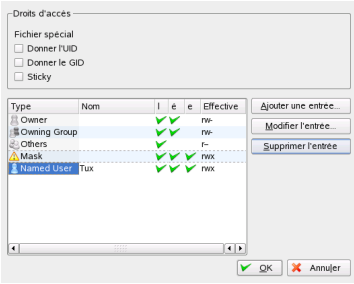 Droits d'accés
Fichier spécial
Donner l'UID
Donner le GID
Sticky
Type Nom l é e Effective
Owner rw-
Owning Group rw-
Others r--
Mask rwx
Named User Tux rwx
Ajouter une entrée...
Modifier l'entrée...
Supprimer l'entrée
OK Annuler